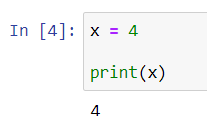 In [4]: x = 4
print(x)
4